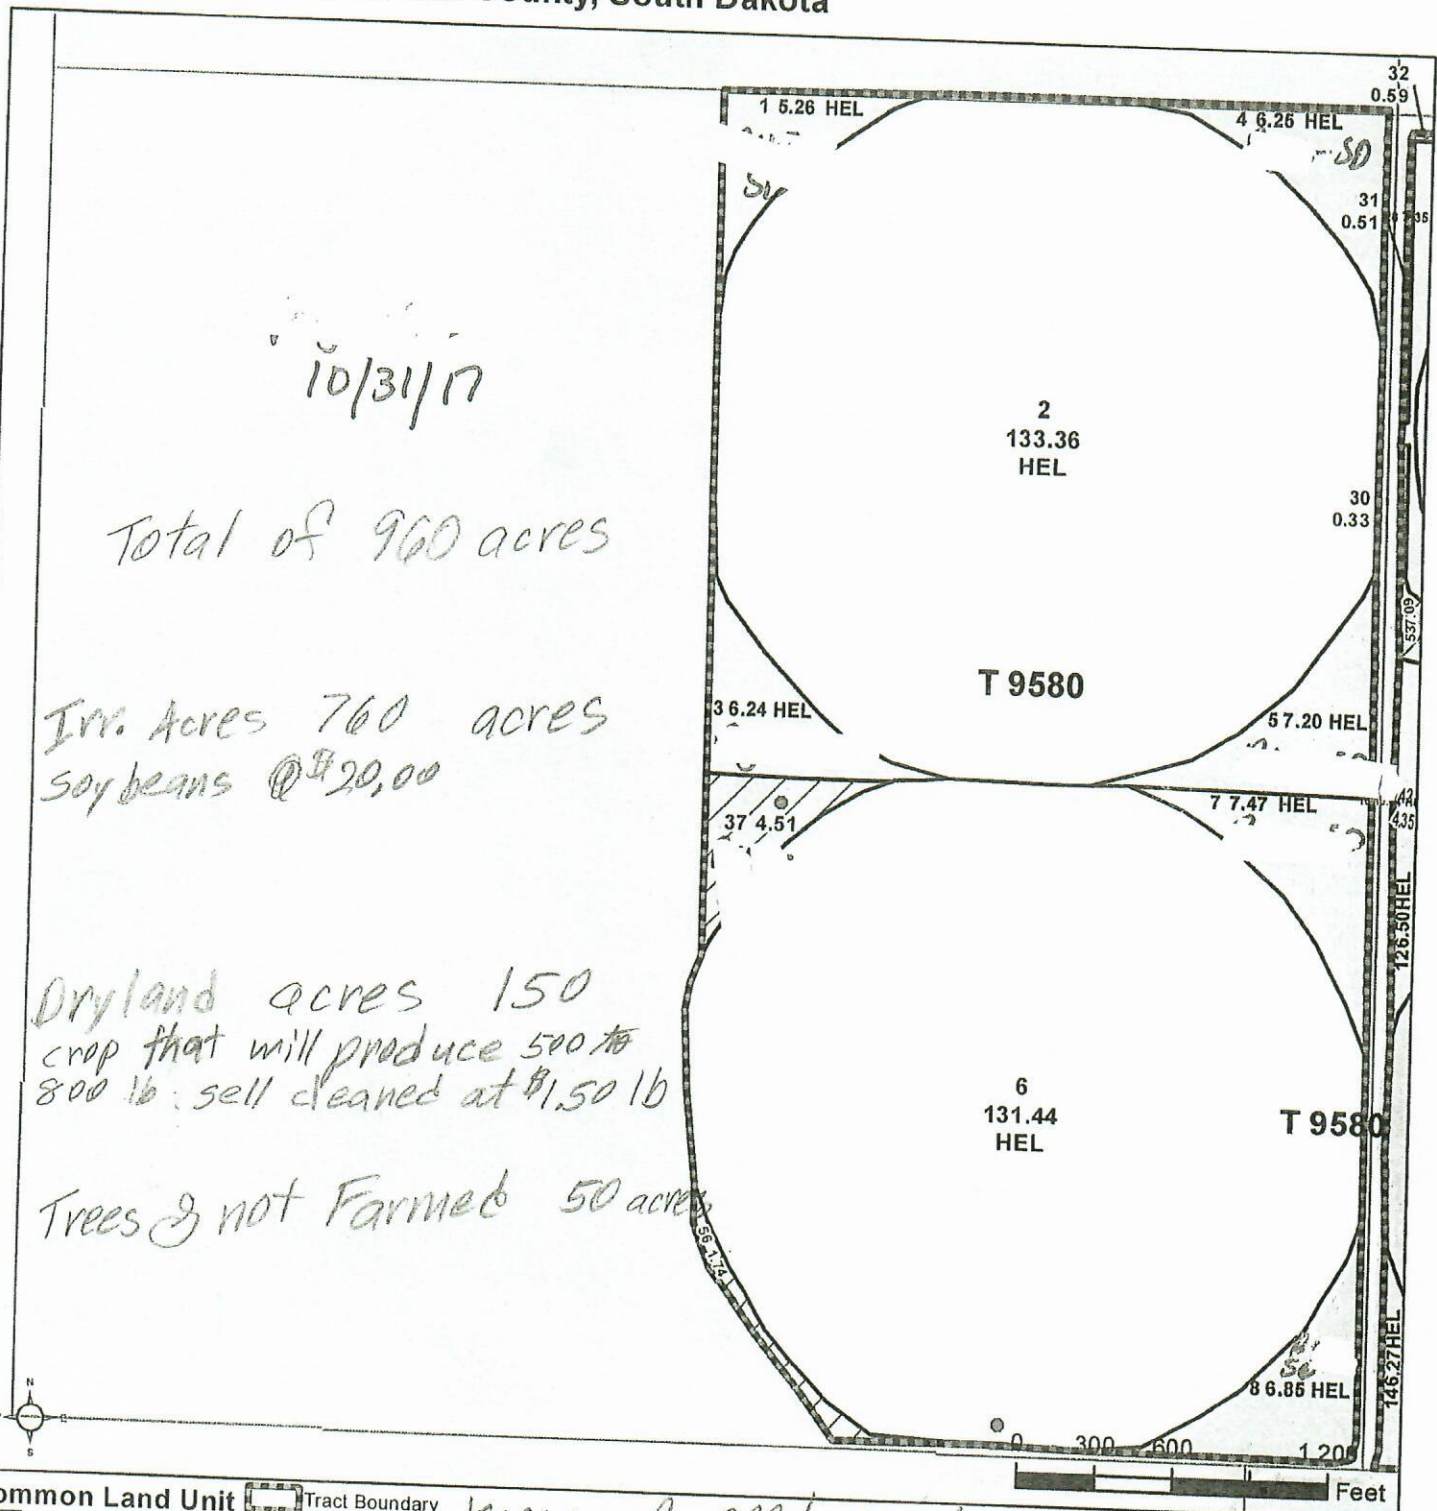 County, South Dakota
32
0.59
1 5.26 HEL
4 6.25 HEL
SD
31
0.51
10/31/17
2
133.36
HEL
30
0.33
Total of 960 acres
537.09
T 9580
Irr. Acres 760 acres
soybeans @ $20.00
3 6.24 HEL
5 7.20 HEL
37 4.51
7 7.47 HEL
4.35
126.50HEL
Dryland acres 150
crop that will produce 500 to
800 lb. sell cleaned at $1.50 lb
6
131.44
HEL
T 9580
Trees & not Farmed 50 acres
56 1.74
8 6.85 HEL
146.27HEL
N
S
0 300 600 1,200
Feet
Common Land Unit Tract Boundary